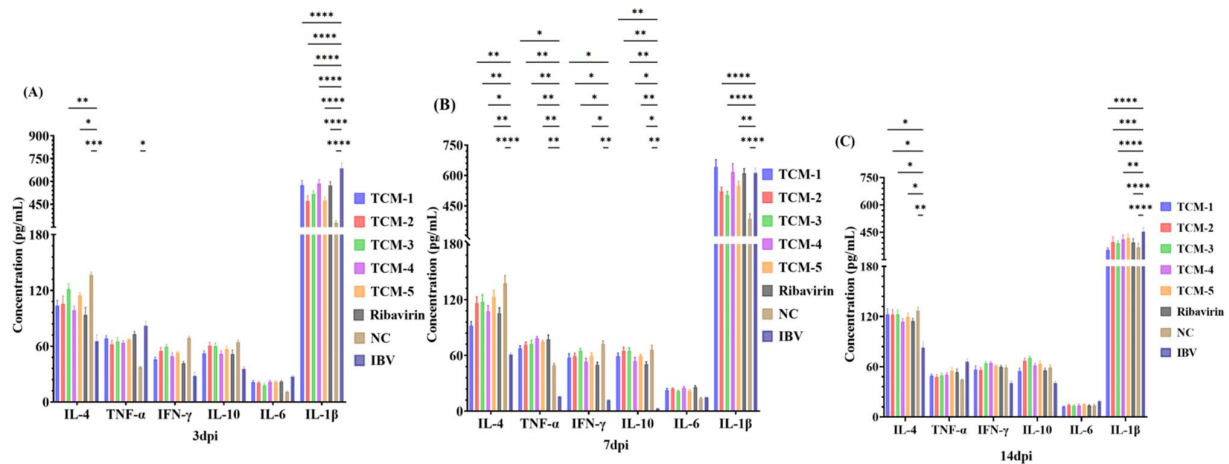 (A)
****
****
****
****
****
****
****
**
*
***
*
Concentration (pg/mL)
900
750
600
450
180
120
60
0
IL-4 TNF-α IFN-γ IL-10 IL-6 IL-1β
3dpi
TCM-1
TCM-2
TCM-3
TCM-4
TCM-5
Ribavirin
NC
IBV
(B)
**
**
*
**
****
*
**
**
**
**
*
*
*
*
**
**
**
**
*
**
*
**
****
****
**
****
Concentration (pg/mL)
750
600
450
300
180
120
60
0
IL-4 TNF-α IFN-γ IL-10 IL-6 IL-1β
7dpi
TCM-1
TCM-2
TCM-3
TCM-4
TCM-5
Ribavirin
NC
IBV
(C)
*
*
*
*
**
****
***
****
**
****
****
Concentration (pg/mL)
750
600
450
300
180
120
60
0
IL-4 TNF-α IFN-γ IL-10 IL-6 IL-1β
14dpi
TCM-1
TCM-2
TCM-3
TCM-4
TCM-5
Ribavirin
NC
IBV